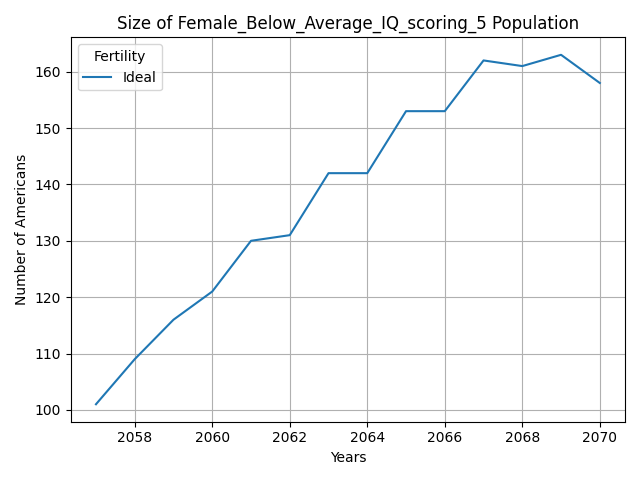 Size of Female_Below_Average_IQ_scoring_5 Population
Fertility
Ideal
Number of Americans
160
150
140
130
120
110
100
2058 2060 2062 2064 2066 2068 2070
Years